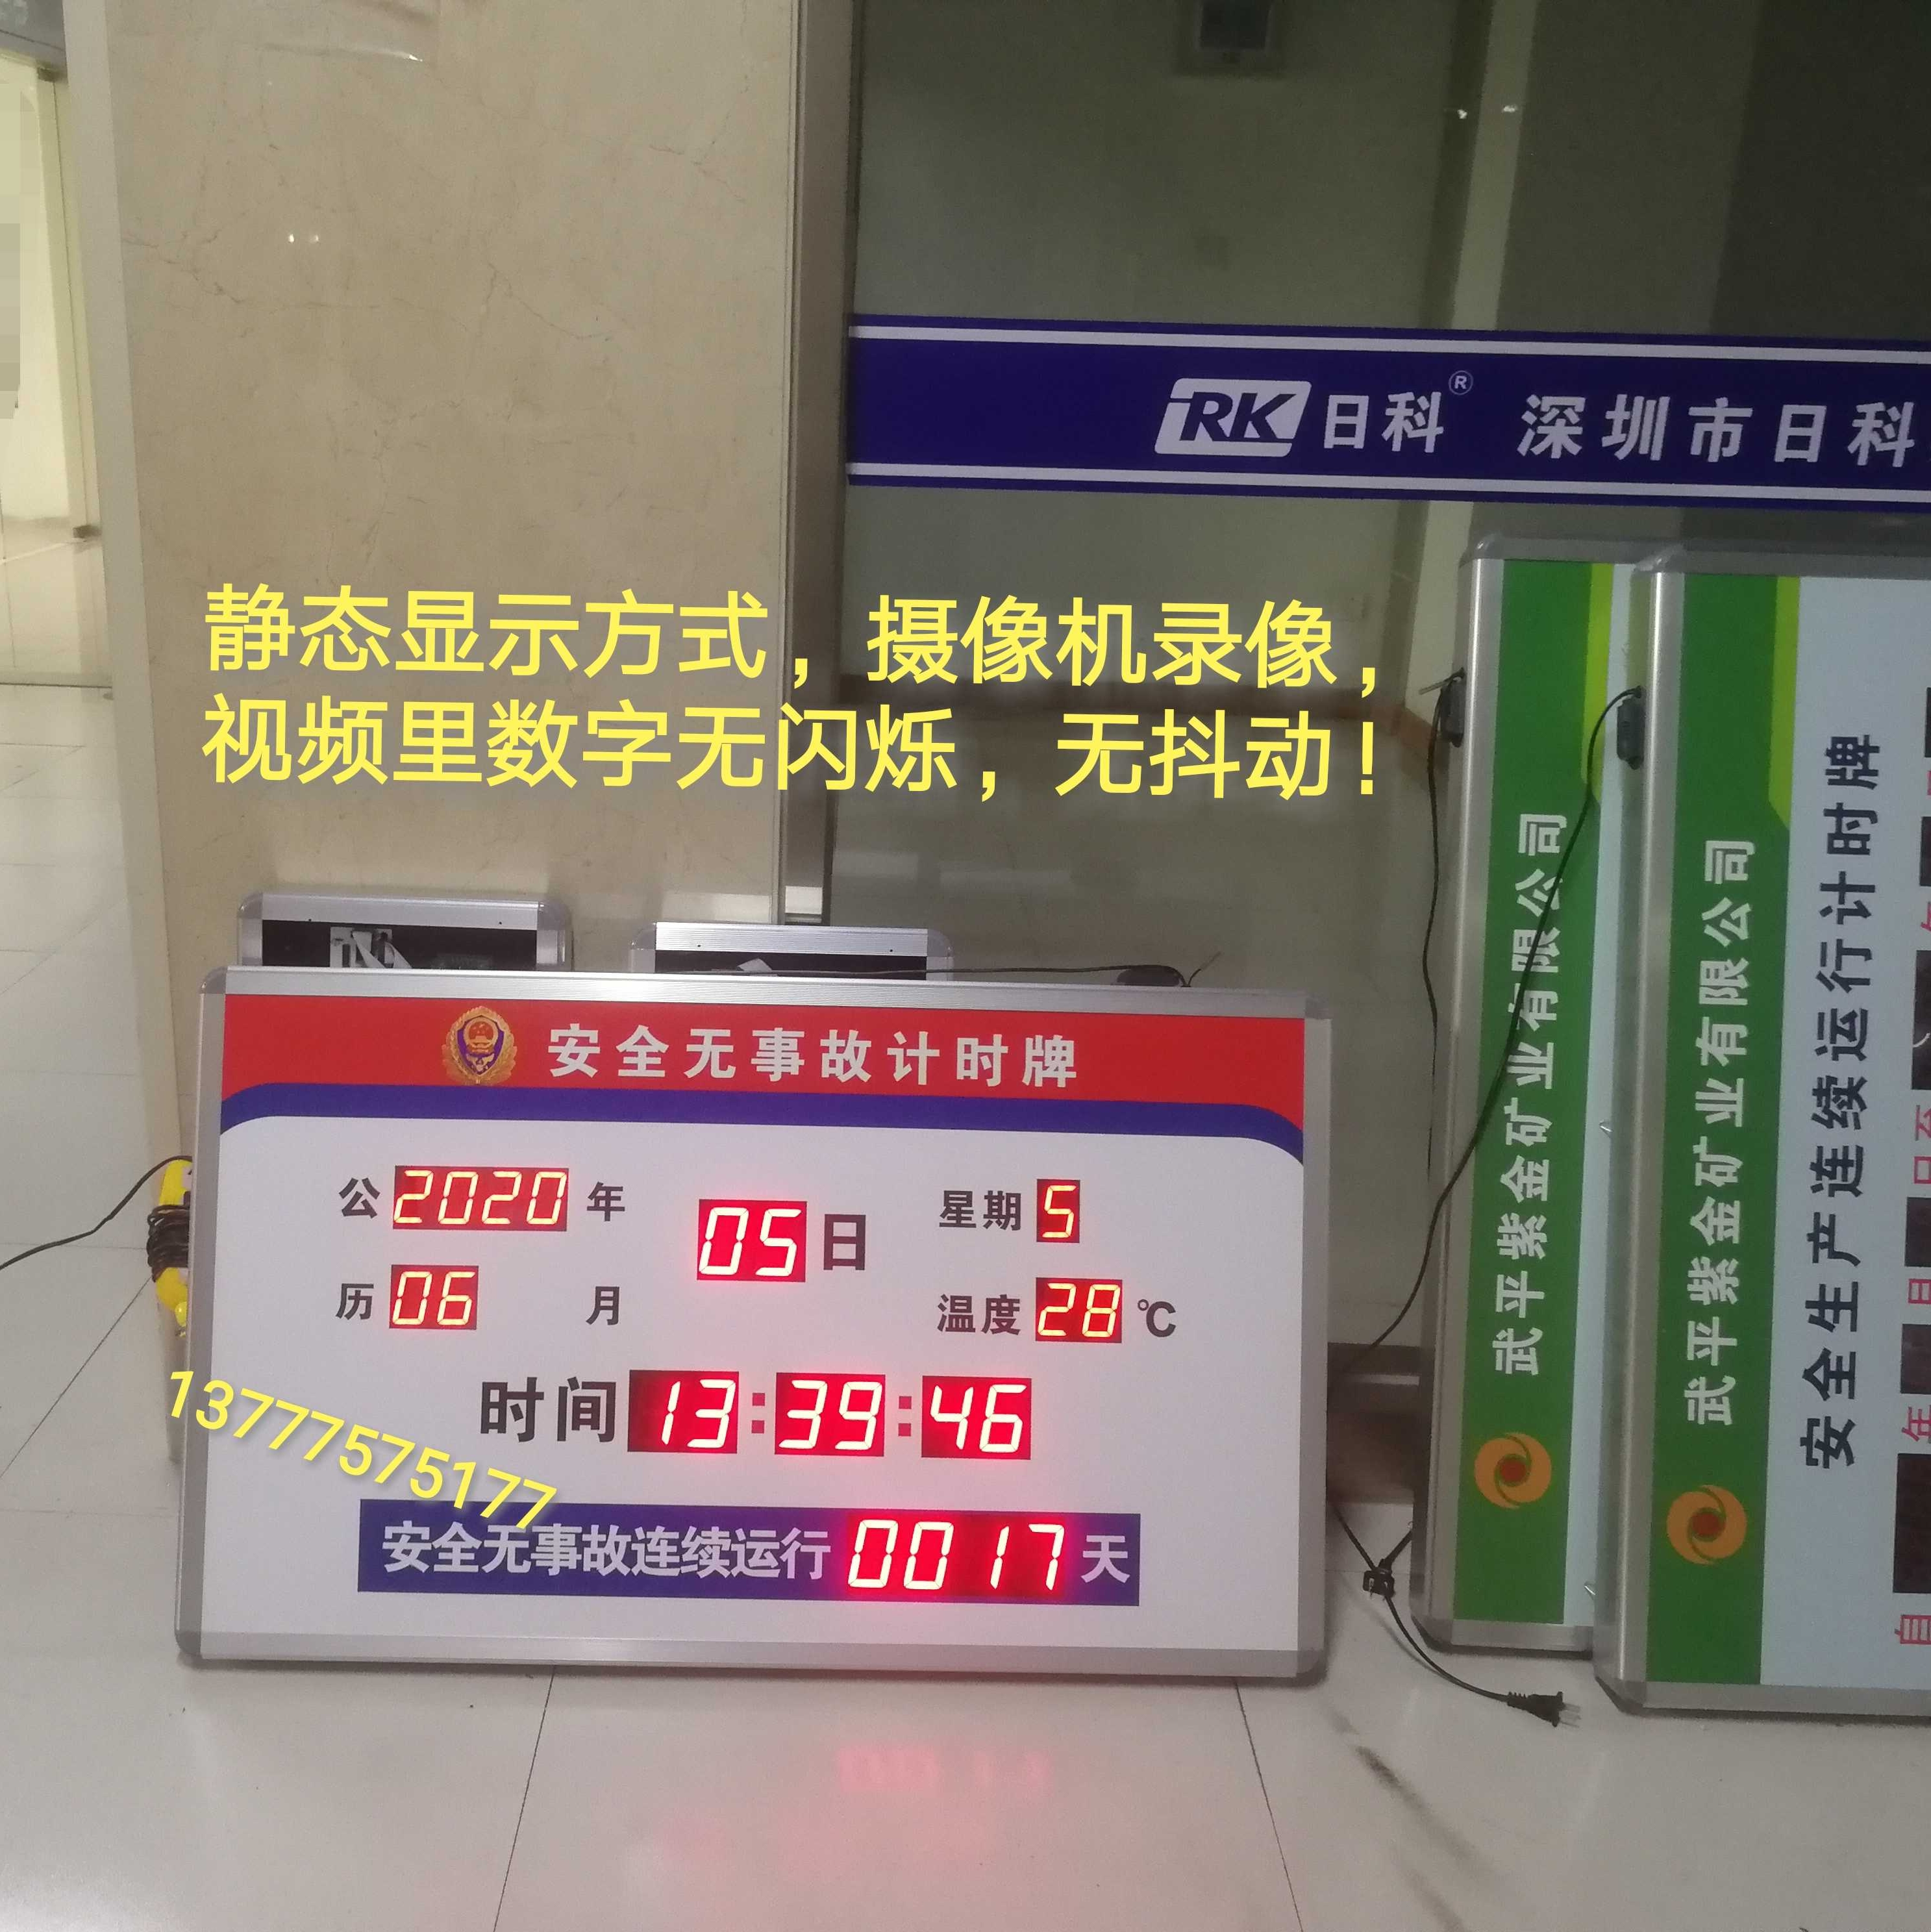 RK 日科® 深圳市日科
静态显示方式，摄像机录像，
视频里数字无闪烁，无抖动！
安全无事故计时牌
公 2020 年
历 06 月
05 日
星期 5
温度 28 ℃
时间 13:39:46
13777575177
安全无事故连续运行 0017 天
武平紫金矿业有限公司
武平紫金矿业有限公司
安全生产连续运行计时牌
自 年 月 日至